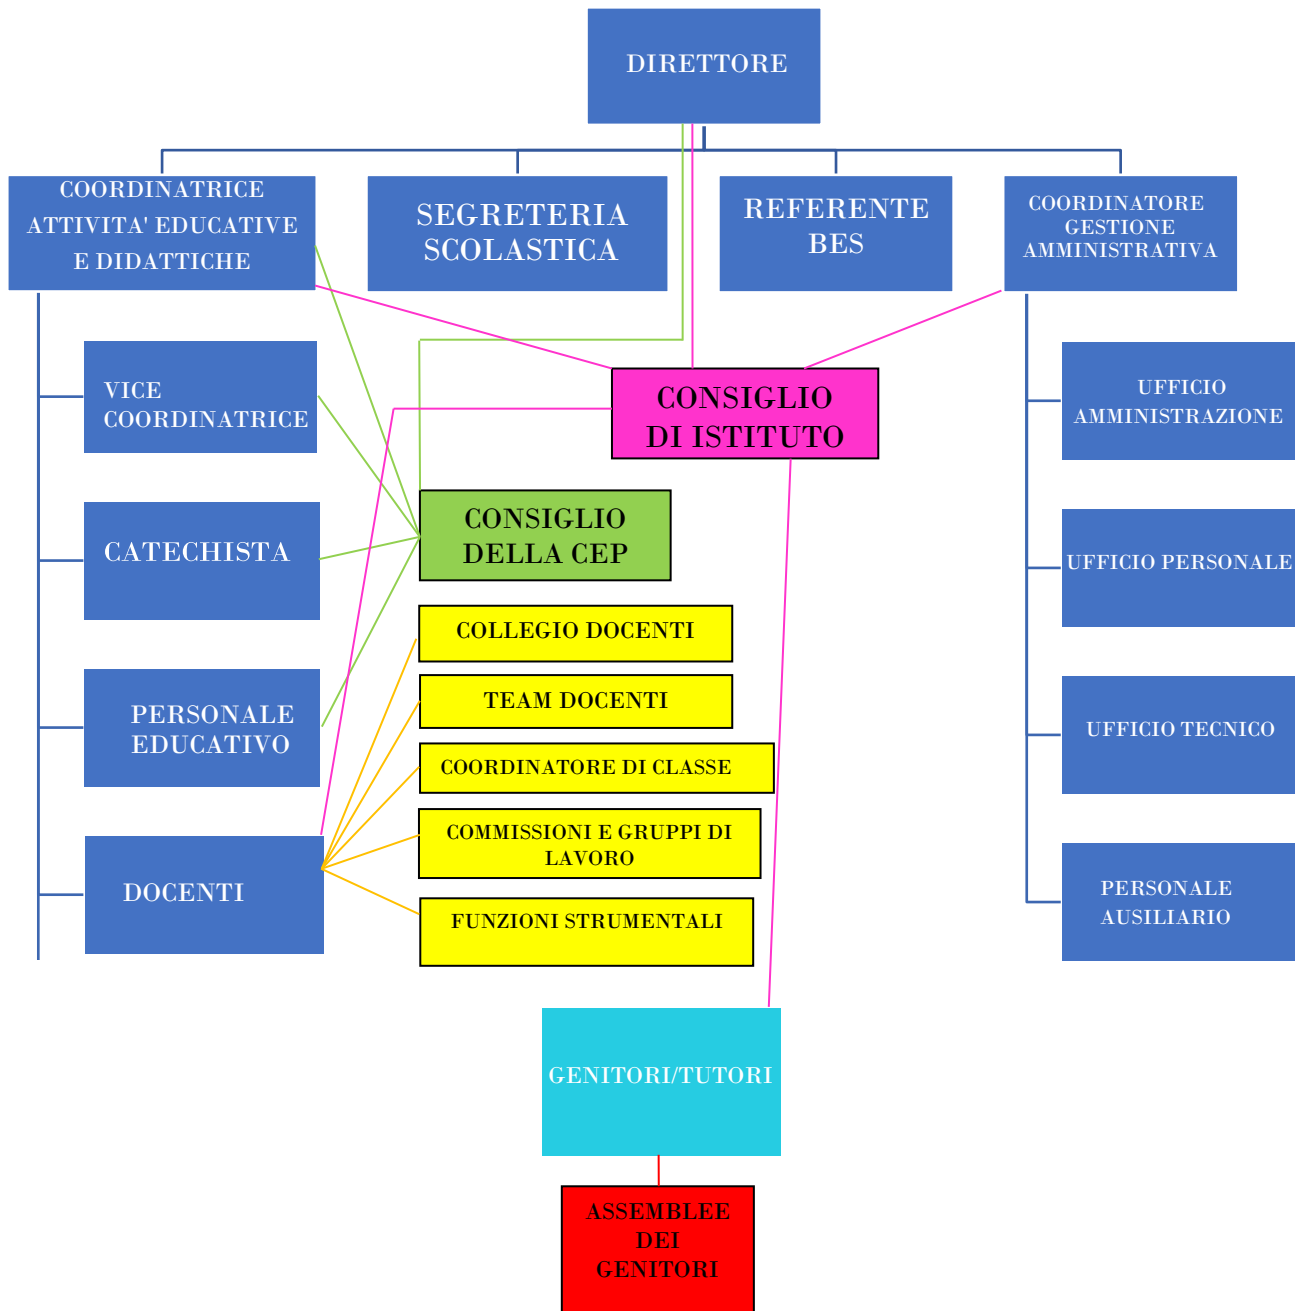 DIRETTORE
COORDINATRICE
ATTIVITA' EDUCATIVE
E DIDATTICHE
SEGRETERIA
SCOLASTICA
REFERENTE
BES
COORDINATORE
GESTIONE
AMMINISTRATIVA
VICE
COORDINATRICE
CONSIGLIO
DI ISTITUTO
UFFICIO
AMMINISTRAZIONE
CATECHISTA
CONSIGLIO
DELLA CEP
UFFICIO PERSONALE
COLLEGIO DOCENTI
TEAM DOCENTI
PERSONALE
EDUCATIVO
UFFICIO TECNICO
COORDINATORE DI CLASSE
COMMISSIONI E GRUPPI DI
LAVORO
DOCENTI
FUNZIONI STRUMENTALI
PERSONALE
AUSILIARIO
GENITORI/TUTORI
ASSEMBLEE
DEI
GENITORI